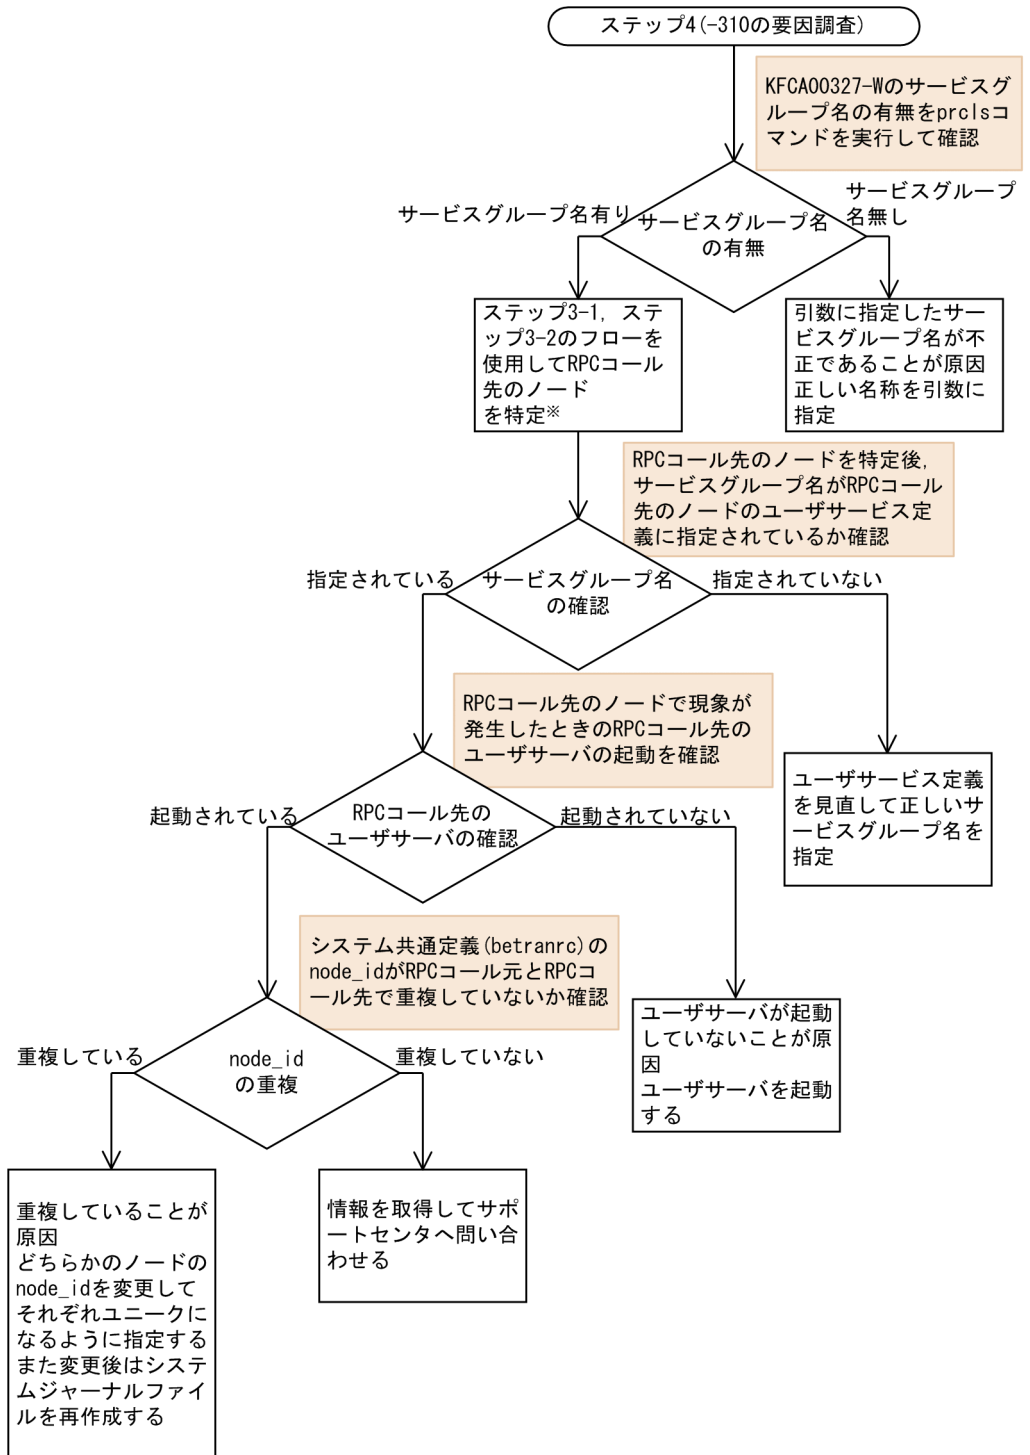 ステップ4(-310の要因調査)
KFCA00327-Wのサービスグ
ループ名の有無をprclsコ
マンドを実行して確認
サービスグループ
名無し
サービスグループ名有り
サービスグループ名
の有無
ステップ3-1, ステ
ップ3-2のフローを
使用してRPCコール
先のノード
を特定※
引数に指定したサー
ビスグループ名が不
正であることが原因
正しい名称を引数に
指定
RPCコール先のノードを特定後,
サービスグループ名がRPCコール
先のノードのユーザサービス定
義に指定されているか確認
指定されている
サービスグループ名
の確認
指定されていない
RPCコール先のノードで現象が
発生したときのRPCコール先の
ユーザサーバの起動を確認
ユーザサービス定義
を見直して正しいサ
ービスグループ名を
指定
起動されている
RPCコール先の
ユーザサーバの確認
起動されていない
システム共通定義(betranrc)の
node_idがRPCコール元とRPCコ
ール先で重複していないか確認
ユーザサーバが起動
していないことが原
因
ユーザサーバを起動
する
重複している
node_id
の重複
重複していない
重複していることが
原因
どちらかのノードの
node_idを変更して
それぞれユニークに
なるように指定する
また変更後はシステ
ムジャーナルファイ
ルを再作成する
情報を取得してサポ
ートセンタへ問い合
わせる